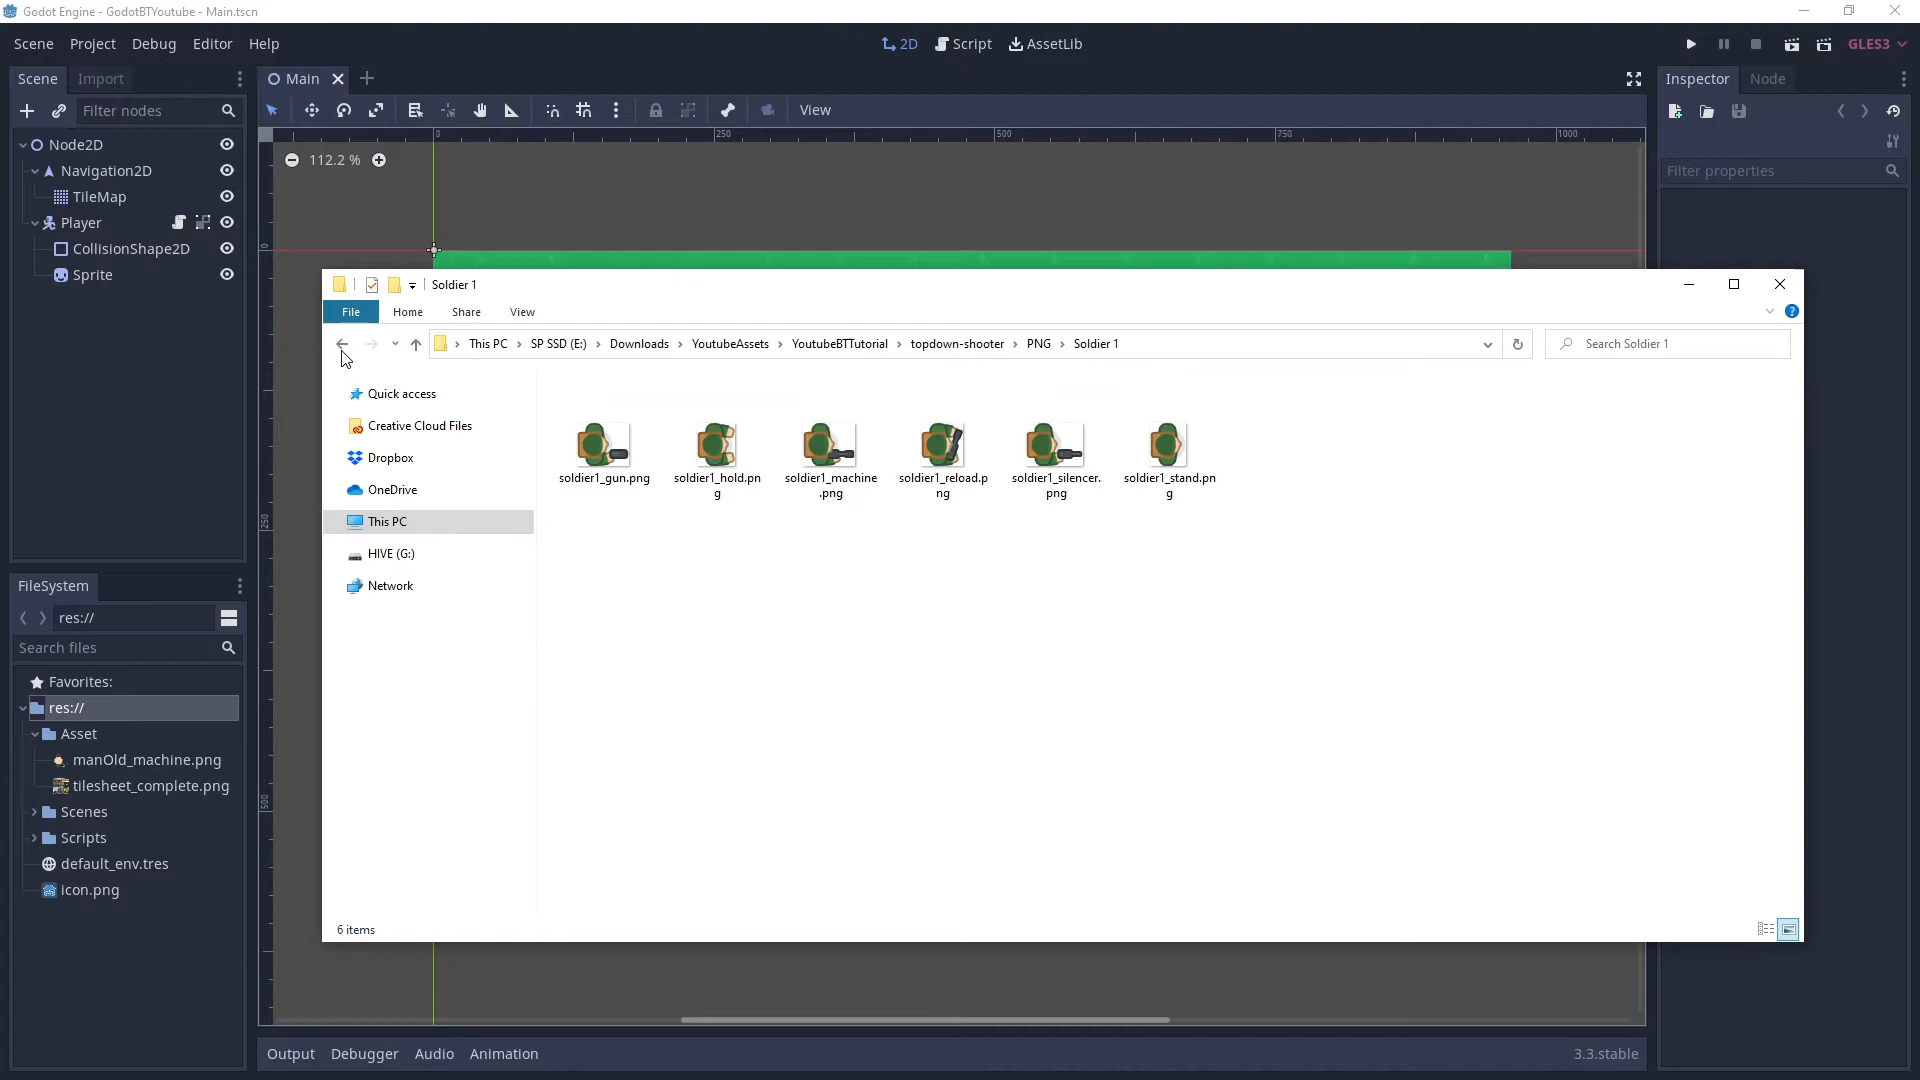 Godot Engine - GodotBTYoutube - Main.tscn
Scene Project Debug Editor Help
2D Script AssetLib
GLES3
Scene Import
Main
Inspector Node
Filter nodes
View
0 250 500 750 1000
Node2D
112.2 %
Navigation2D
Filter properties
TileMap
Player
CollisionShape2D
0
Sprite
Soldier 1
File Home Share View
This PC SP SSD (E:) Downloads YoutubeAssets YoutubeBTTutorial topdown-shooter PNG Soldier 1
Search Soldier 1
Quick access
Creative Cloud Files
Dropbox
OneDrive
This PC
HIVE (G:)
Network
soldier1_gun.png
soldier1_hold.pn
g
soldier1_machine
.png
soldier1_reload.p
ng
soldier1_silencer.
png
soldier1_stand.pn
g
250
500
6 items
FileSystem
res://
Search files
Favorites:
res://
Asset
manOld_machine.png
tilesheet_complete.png
Scenes
Scripts
default_env.tres
icon.png
Output Debugger Audio Animation
3.3.stable